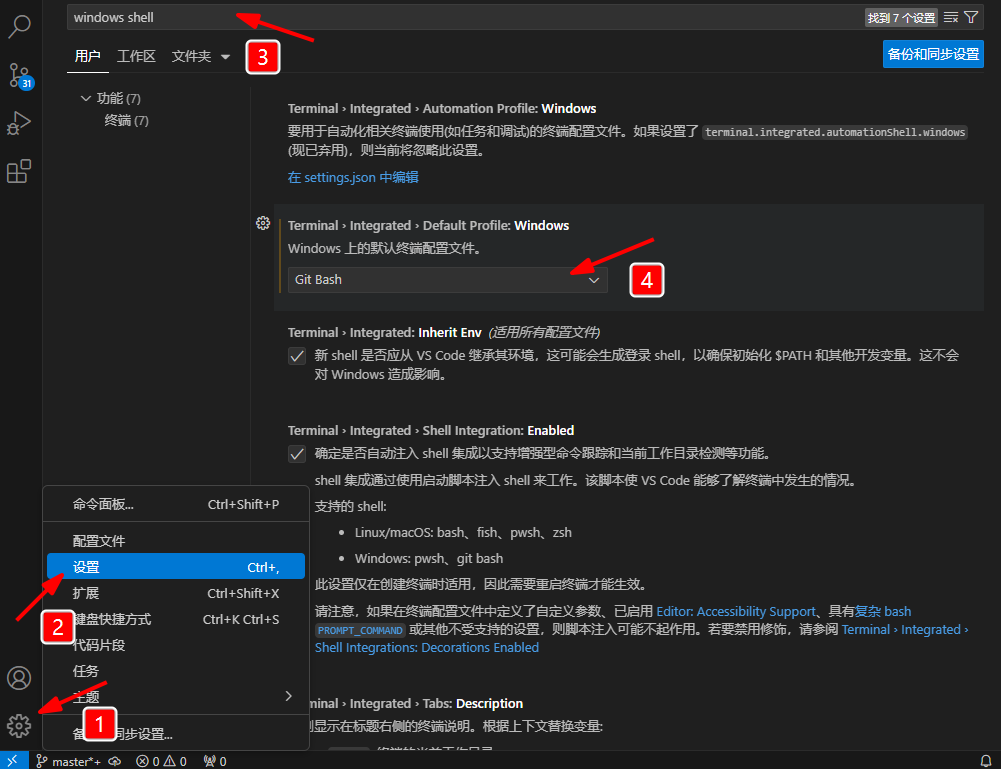 windows shell
找到 7 个设置
用户
工作区
文件夹
3
备份和同步设置
31
功能 (7)
终端 (7)
Terminal › Integrated › Automation Profile: Windows
要用于自动化相关终端使用(如任务和调试)的终端配置文件。如果设置了 terminal.integrated.automationShell.windows
(现已弃用)，则当前将忽略此设置。
在 settings.json 中编辑
Terminal › Integrated › Default Profile: Windows
Windows 上的默认终端配置文件。
Git Bash
4
Terminal › Integrated: Inherit Env (适用所有配置文件)
新 shell 是否应从 VS Code 继承其环境，这可能会生成登录 shell，以确保初始化 $PATH 和其他开发变量。这不会
对 Windows 造成影响。
Terminal › Integrated › Shell Integration: Enabled
确定是否自动注入 shell 集成以支持增强型命令跟踪和当前工作目录检测等功能。
shell 集成通过使用启动脚本注入 shell 来工作。该脚本使 VS Code 能够了解终端中发生的情况。
支持的 shell:
• Linux/macOS: bash、fish、pwsh、zsh
• Windows: pwsh、git bash
此设置仅在创建终端时适用，因此需要重启终端才能生效。
请注意，如果在终端配置文件中定义了自定义参数、已启用 Editor: Accessibility Support、具有复杂 bash
PROMPT_COMMAND 或其他不受支持的设置，则脚本注入可能不起作用。若要禁用修饰，请参阅 Terminal › Integrated ›
Shell Integrations: Decorations Enabled
nal › Integrated › Tabs: Description
显示在标题右侧的终端说明。根据上下文替换变量:
命令面板... Ctrl+Shift+P
配置文件
设置 Ctrl+,
扩展 Ctrl+Shift+X
2
键盘快捷方式 Ctrl+K Ctrl+S
代码片段
任务
主题
1
同步设置...
master*+
0
0
0